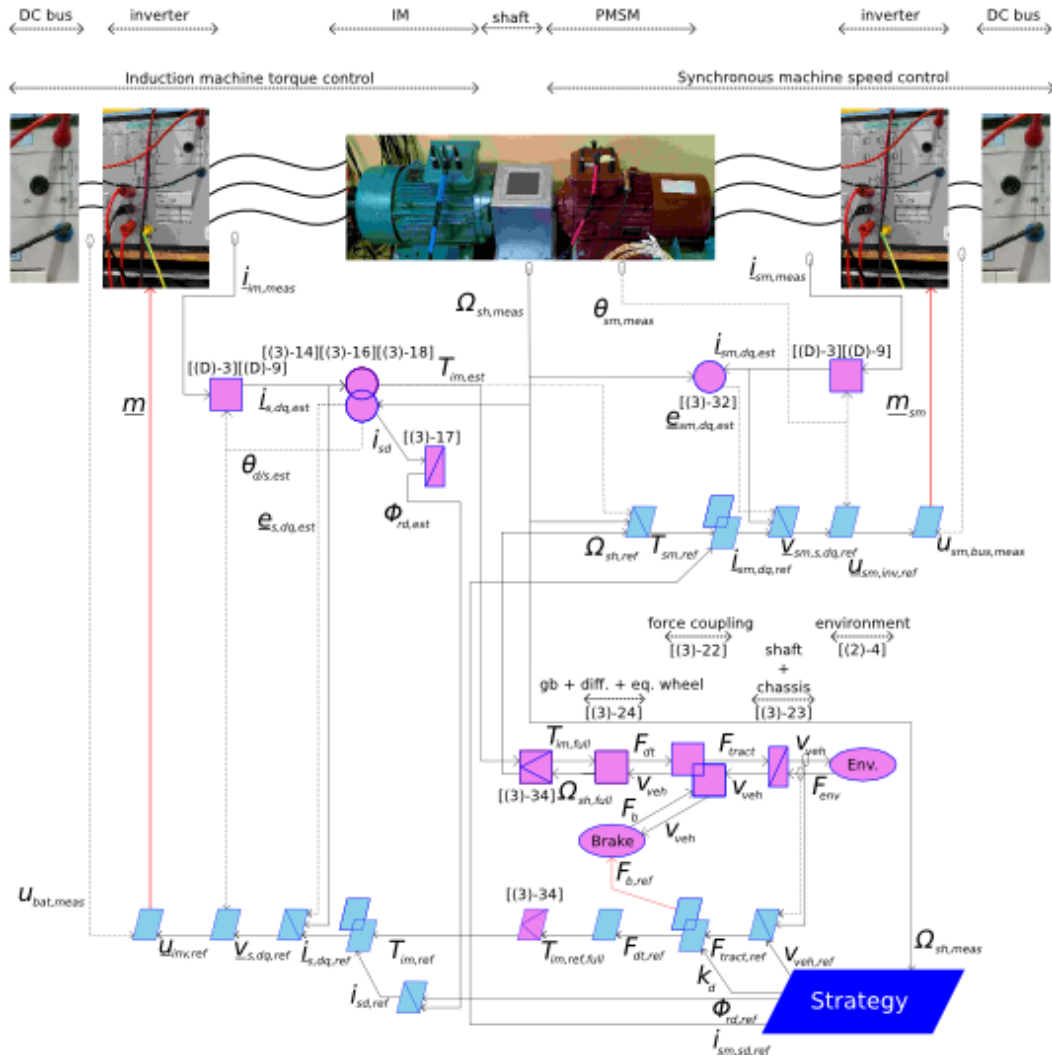 DC bus inverter IM shaft PMSM inverter DC bus
Induction machine torque control Synchronous machine speed control
i_im,meas Ω_sh,meas θ_sm,meas i_sm,meas
[(3)-14][(3)-16][(3)-18] T_im,est i_sm,dq,est
[(D)-3][(D)-9] [(D)-3][(D)-9]
m i_s,dq,est [(3)-32] m_sm
e_sm,dq,est
i_sd [(3)-17]
θ_d/s,est
Φ_rd,est
e_s,dq,est
Ω_sh,ref T_sm,ref i_sm,dq,ref v_sm,s,dq,ref u_sm,inv,ref u_sm,bus,meas
force coupling environment
[(3)-22] [(2)-4]
shaft
+
chassis
gb + diff. + eq. wheel
[(3)-24] [(3)-23]
T_im,full F_dt F_tract v_veh
Env.
[(3)-34] Ω_sh,full v_veh v_veh F_env
F_b
v_veh
Brake
F_b,ref
[(3)-34]
u_bat,meas
u_inv,ref v_s,dq,ref i_s,dq,ref T_im,ref T_im,ref,full F_dt,ref F_tract,ref v_veh,ref Ω_sh,meas
k_d
i_sd,ref Φ_rd,ref
Strategy
i_sm,sd,ref